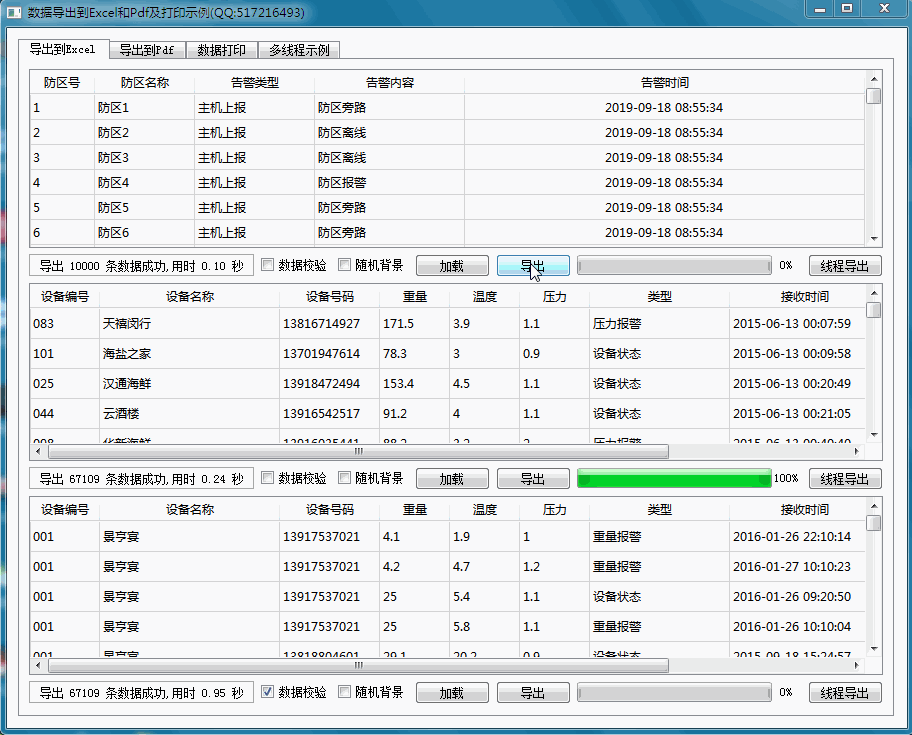 数据导出到Excel和Pdf及打印示例(QQ:517216493)
导出到Excel 导出到Pdf 数据打印 多线程示例
防区号 防区名称 告警类型 告警内容 告警时间
1 防区1 主机上报 防区旁路 2019-09-18 08:55:34
2 防区2 主机上报 防区离线 2019-09-18 08:55:34
3 防区3 主机上报 防区离线 2019-09-18 08:55:34
4 防区4 主机上报 防区报警 2019-09-18 08:55:34
5 防区5 主机上报 防区旁路 2019-09-18 08:55:34
6 防区6 主机上报 防区旁路 2019-09-18 08:55:34
导出 10000 条数据成功,用时 0.10 秒 数据校验 随机背景 加载 导出 0% 线程导出
设备编号 设备名称 设备号码 重量 温度 压力 类型 接收时间
083 天禧闵行 13816714927 171.5 3.9 1.1 压力报警 2015-06-13 00:07:59
101 海盐之家 13701947614 78.3 3 0.9 设备状态 2015-06-13 00:09:58
025 汉通海鲜 13918472494 153.4 4.5 1.1 设备状态 2015-06-13 00:20:49
044 云酒楼 13916542517 91.2 4 1.1 设备状态 2015-06-13 00:21:05
导出 67109 条数据成功,用时 0.24 秒 数据校验 随机背景 加载 导出 100% 线程导出
设备编号 设备名称 设备号码 重量 温度 压力 类型 接收时间
001 景亨宴 13917537021 4.1 1.9 1 重量报警 2016-01-26 22:10:14
001 景亨宴 13917537021 4.2 4.7 1.2 重量报警 2016-01-27 10:10:23
001 景亨宴 13917537021 25 5.4 1.1 设备状态 2016-01-26 09:20:50
001 景亨宴 13917537021 25 5.8 1.1 重量报警 2016-01-26 10:10:04
001 景亨宴 13818804601 29.1 20.2 0.9 设备状态 2015-09-18 15:24:57
导出 67109 条数据成功,用时 0.95 秒 数据校验 随机背景 加载 导出 0% 线程导出